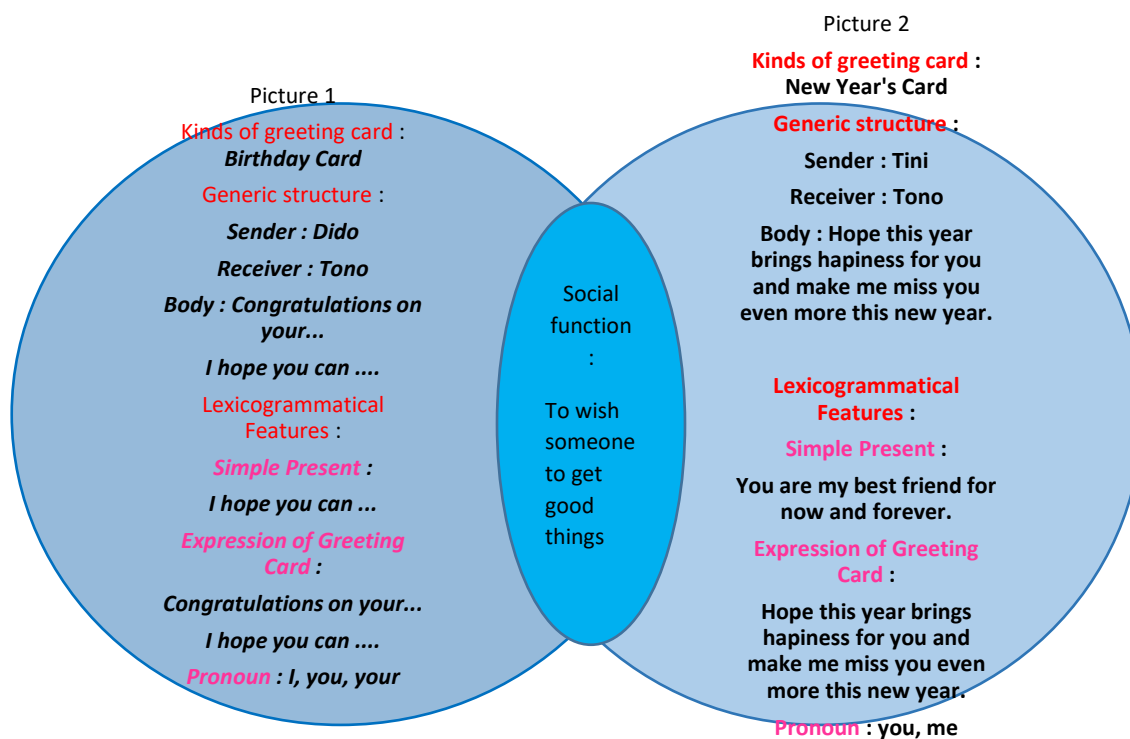 Picture 1
Kinds of greeting card :
Birthday Card
Generic structure :
Sender : Dido
Receiver : Tono
Body : Congratulations on
your...
I hope you can ....
Lexicogrammatical
Features :
Simple Present :
I hope you can ...
Expression of Greeting
Card :
Congratulations on your...
I hope you can ....
Pronoun : I, you, your
Social
function
:
To wish
someone
to get
good
things
Picture 2
Kinds of greeting card :
New Year's Card
Generic structure :
Sender : Tini
Receiver : Tono
Body : Hope this year
brings hapiness for you
and make me miss you
even more this new year.
Lexicogrammatical
Features :
Simple Present :
You are my best friend for
now and forever.
Expression of Greeting
Card :
Hope this year brings
hapiness for you and
make me miss you even
more this new year.
Pronoun : you, me